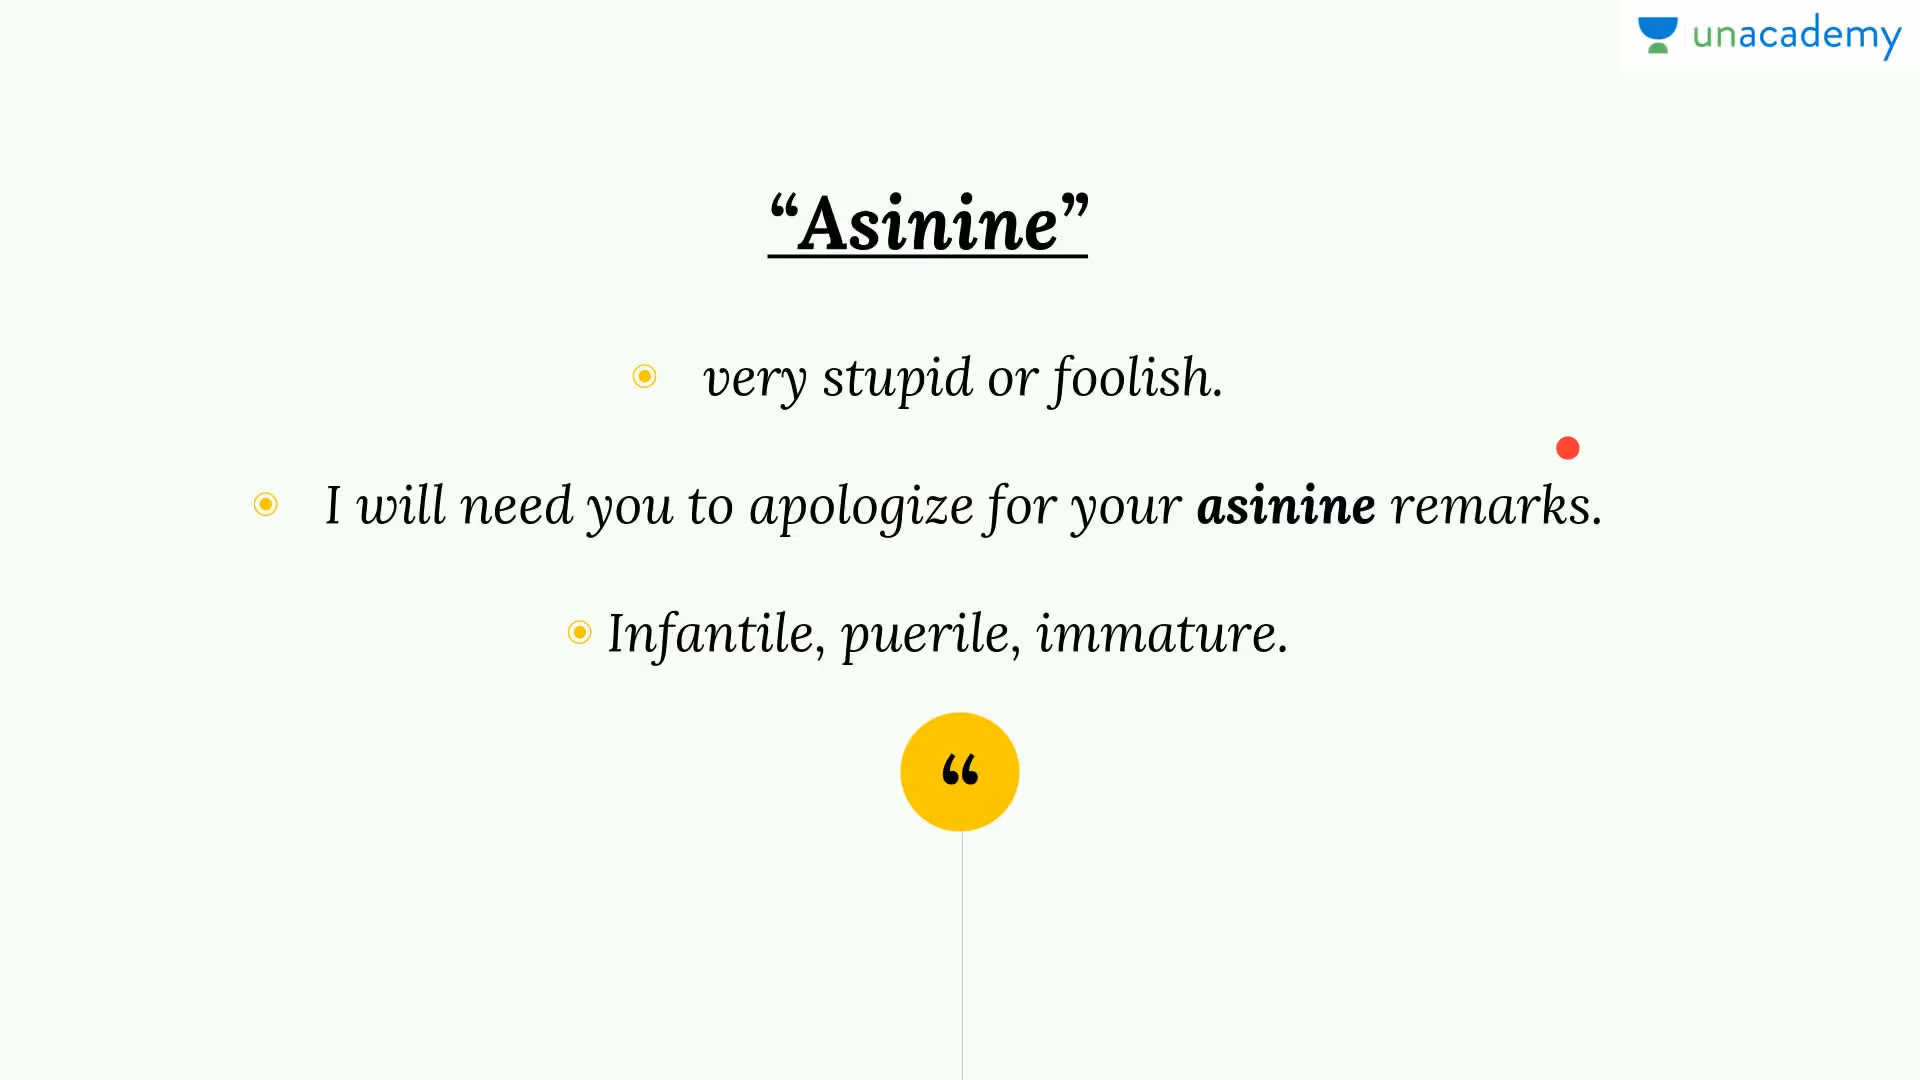 unacademy
“Asinine”
very stupid or foolish.
I will need you to apologize for your asinine remarks.
Infantile, puerile, immature.
“